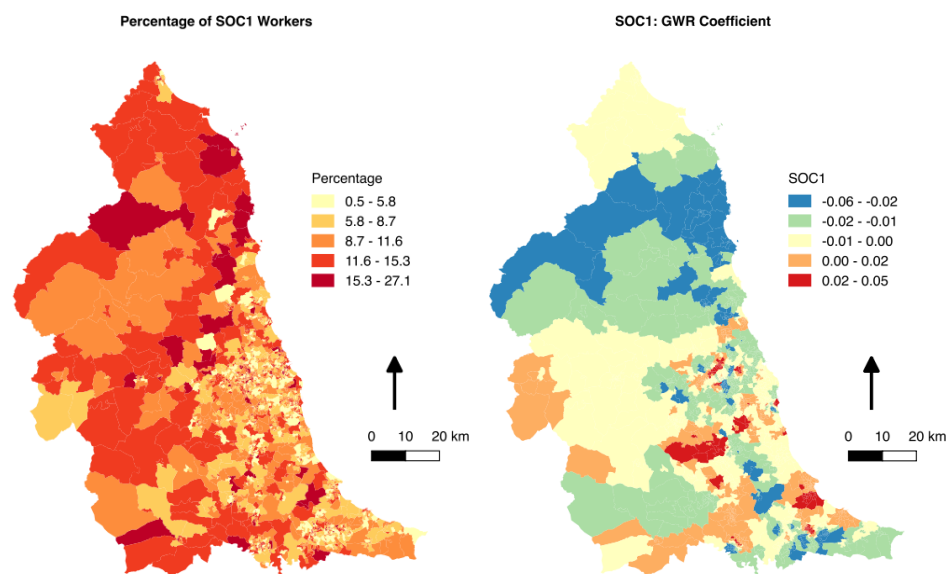 Percentage of SOC1 Workers
Percentage
0.5 - 5.8
5.8 - 8.7
8.7 - 11.6
11.6 - 15.3
15.3 - 27.1
0 10 20 km
SOC1: GWR Coefficient
SOC1
-0.06 - -0.02
-0.02 - -0.01
-0.01 - 0.00
0.00 - 0.02
0.02 - 0.05
0 10 20 km